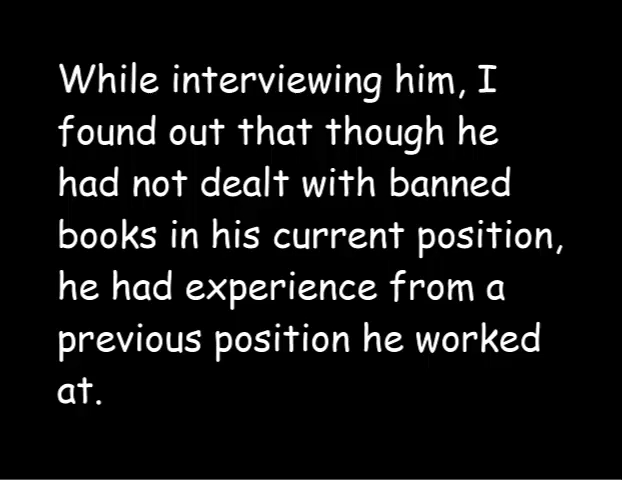 While interviewing him, I
found out that though he
had not dealt with banned
books in his current position,
he had experience from a
previous position he worked
at.